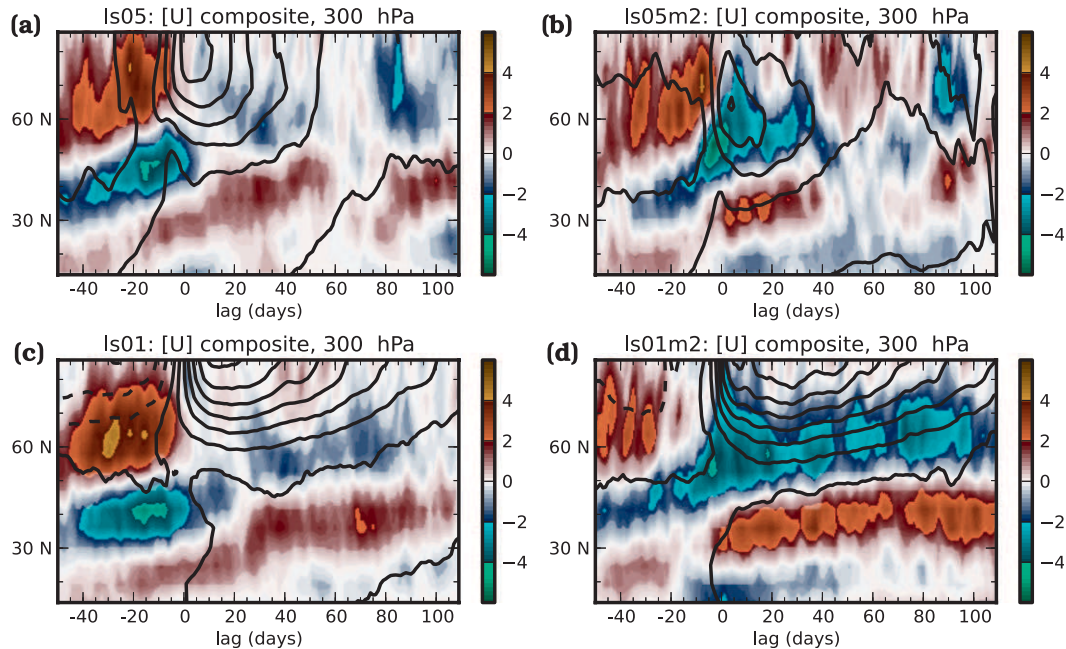 (a) ls05: [U] composite, 300 hPa
60 N
30 N
-40 -20 0 20 40 60 80 100
lag (days)
4
2
0
−2
−4
(b) ls05m2: [U] composite, 300 hPa
60 N
30 N
-40 -20 0 20 40 60 80 100
lag (days)
4
2
0
−2
−4
(c) ls01: [U] composite, 300 hPa
60 N
30 N
-40 -20 0 20 40 60 80 100
lag (days)
4
2
0
−2
−4
(d) ls01m2: [U] composite, 300 hPa
60 N
30 N
-40 -20 0 20 40 60 80 100
lag (days)
4
2
0
−2
−4